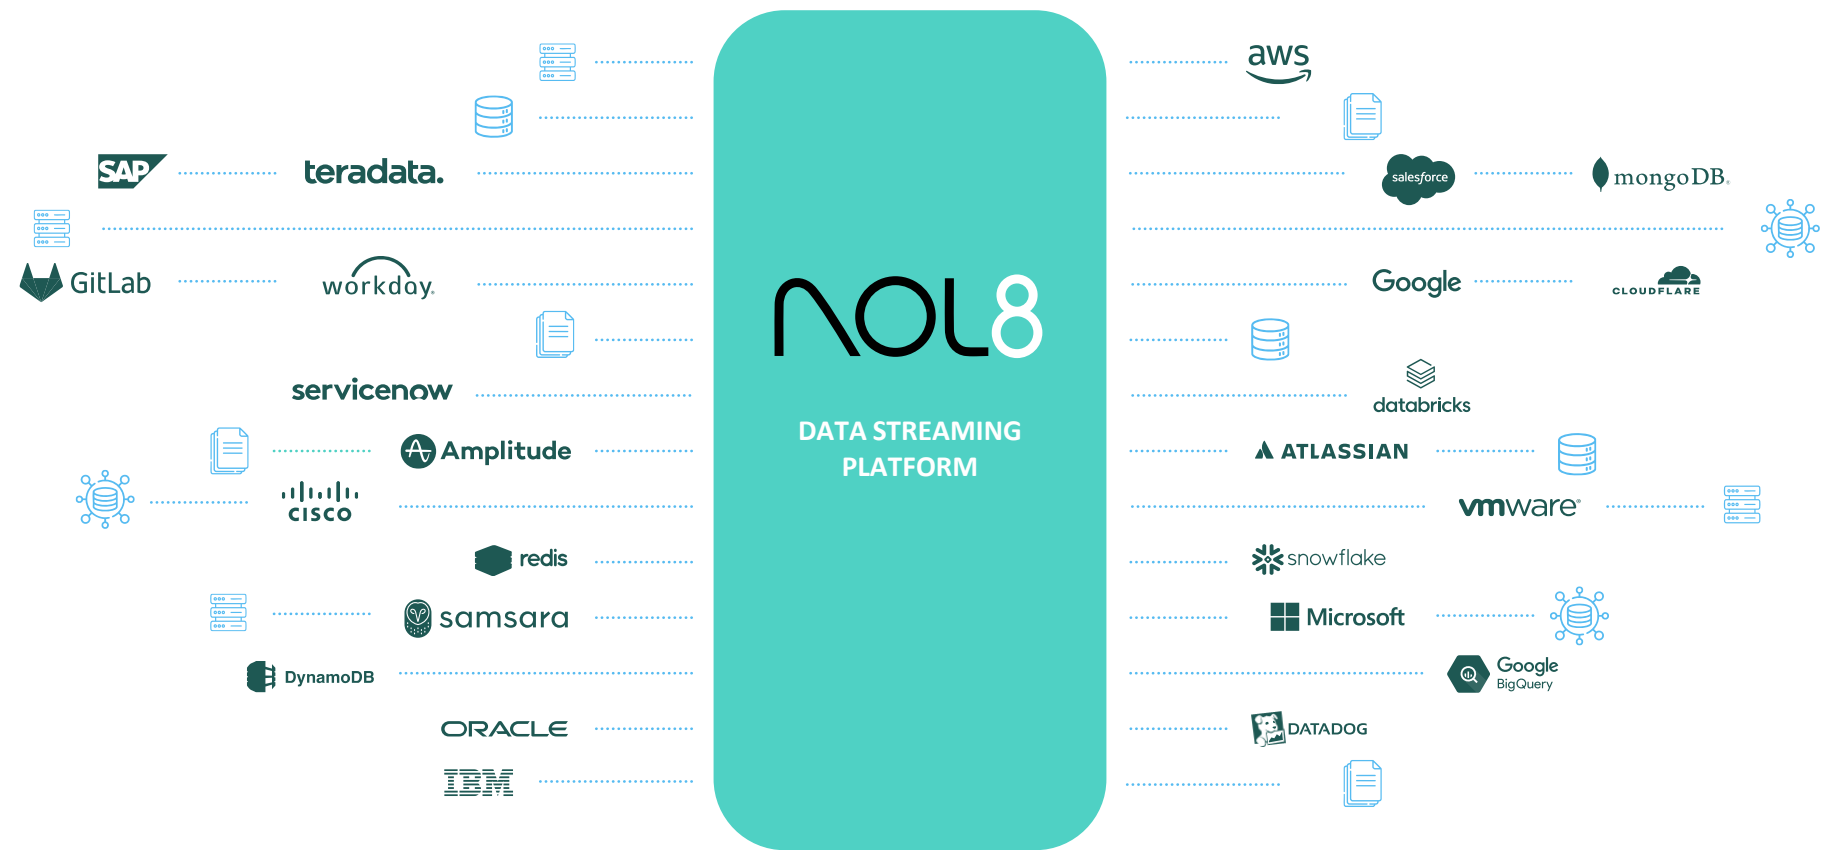 aws
SAP
teradata.
salesforce
mongoDB®
GitLab
workday®
Google
CLOUDFLARE
NOL8
servicenow
databricks
DATA STREAMING
PLATFORM
Amplitude
ATLASSIAN
CISCO
vmware®
redis
snowflake
samsara
Microsoft
DynamoDB
Google
BigQuery
ORACLE
DATADOG
IBM